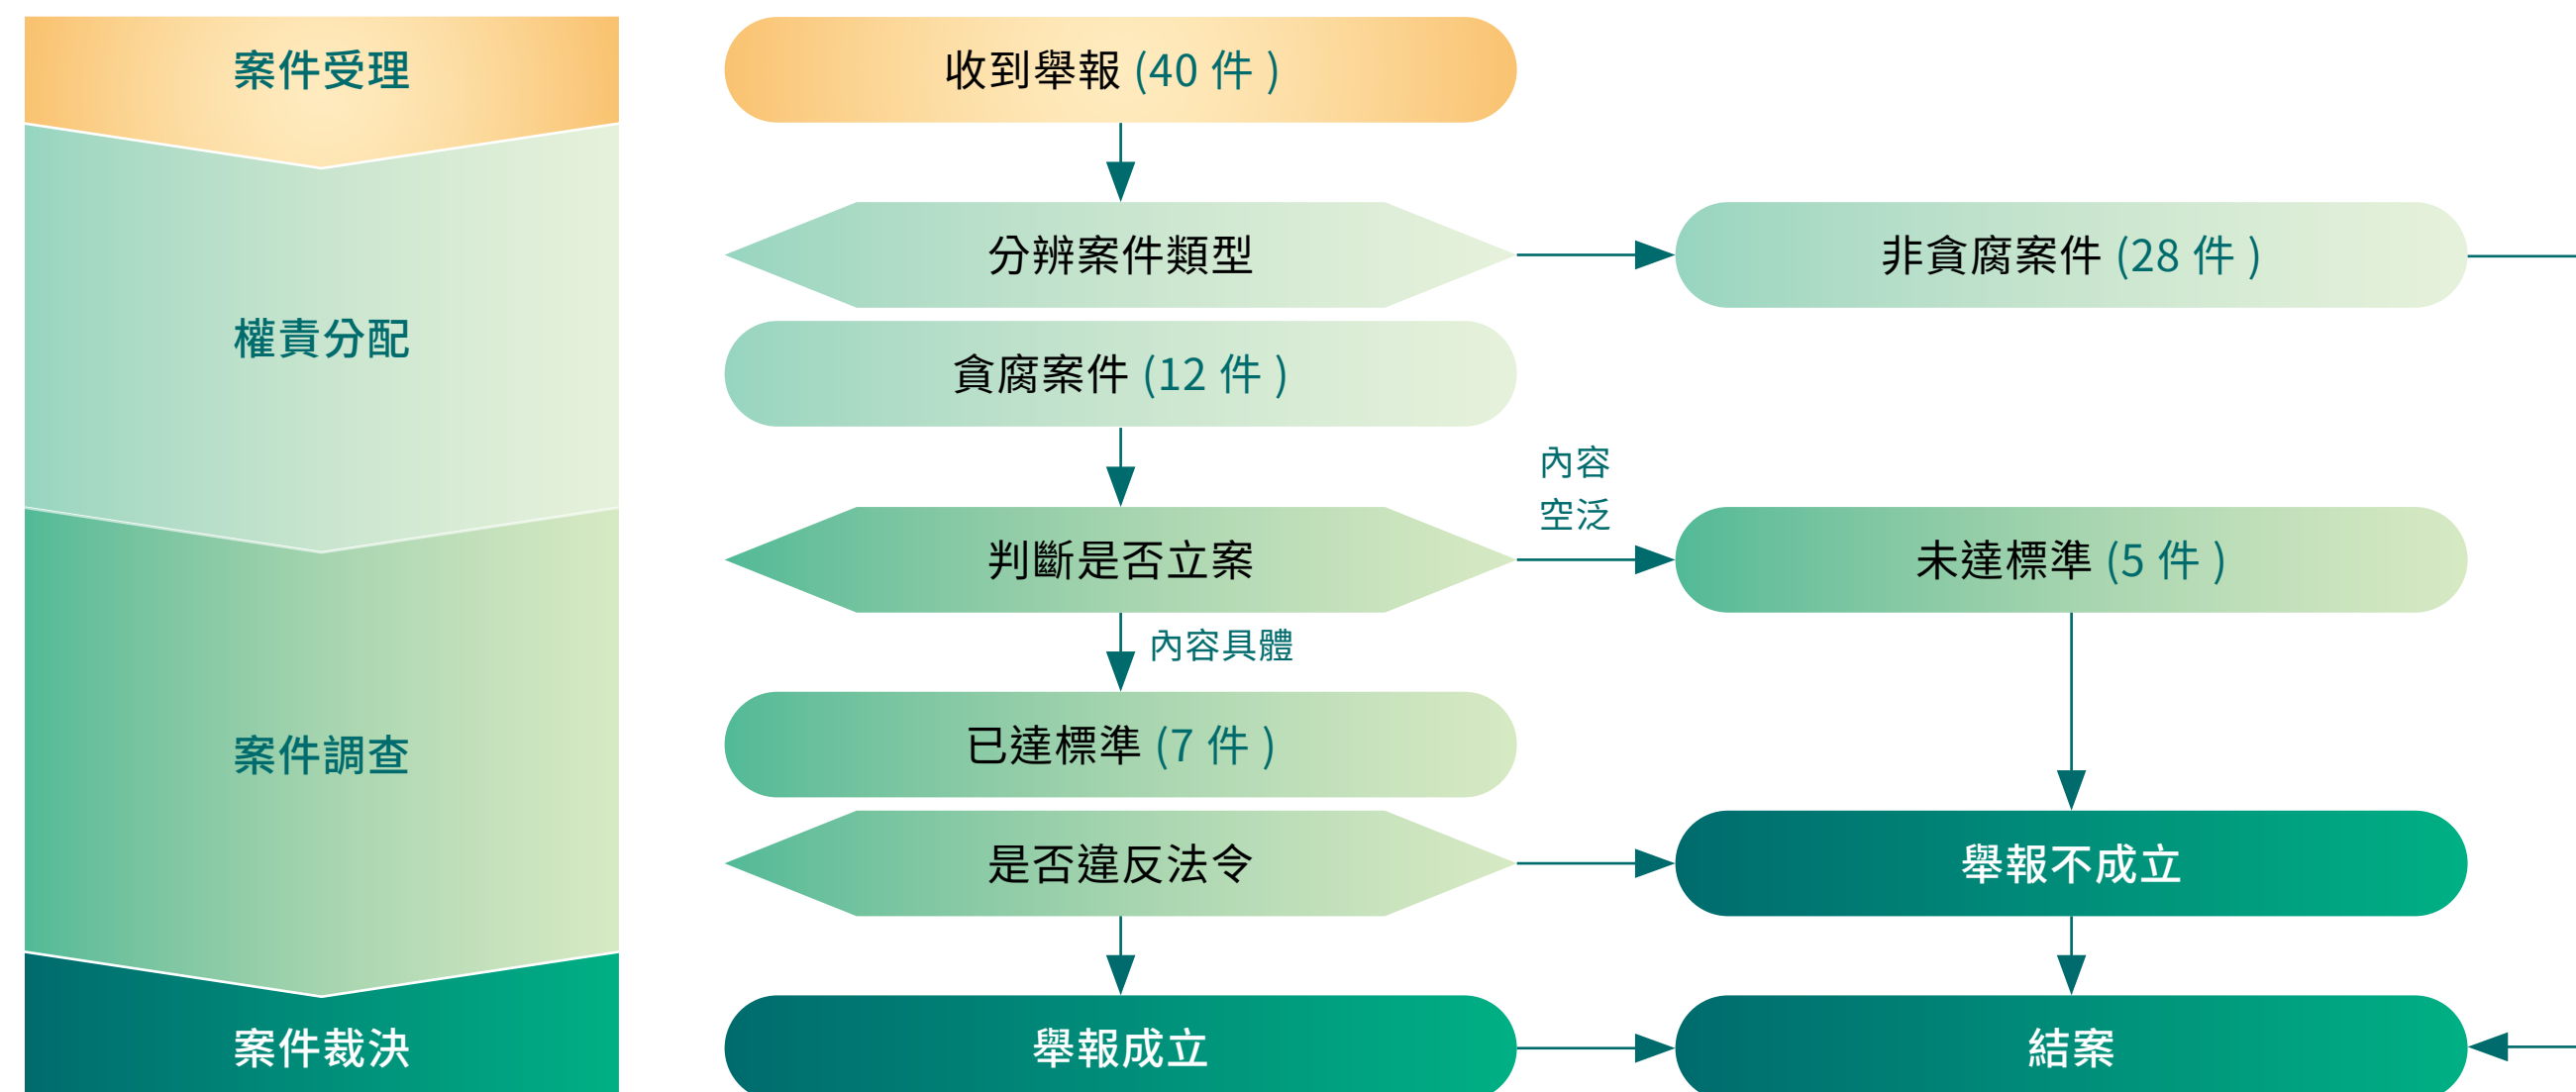 案件受理
收到舉報 (40 件 )
分辨案件類型
非貪腐案件 (28 件 )
權責分配
貪腐案件 (12 件 )
內容
空泛
判斷是否立案
未達標準 (5 件 )
內容具體
案件調查
已達標準 (7 件 )
是否違反法令
舉報不成立
案件裁決
舉報成立
結案